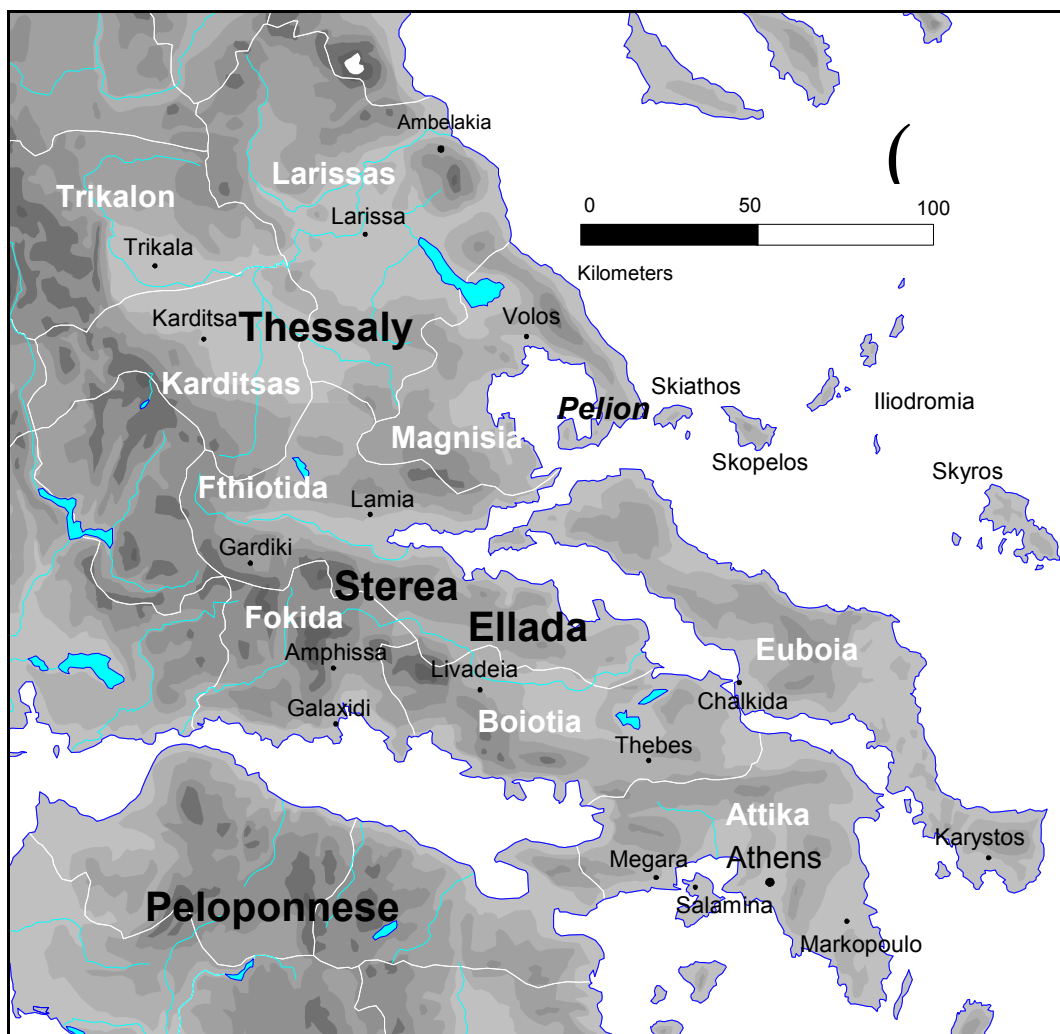 Ambelakia
(
Larissas
Trikalon
0 50 100
Larissa
Trikala
Kilometers
Karditsa
Thessaly
Volos
Karditsas
Skiathos
Pelion
Iliodromia
Magnisia
Skopelos
Skyros
Fthiotida
Lamia
Gardiki
Sterea
Fokida
Ellada
Amphissa
Euboia
Livadeia
Chalkida
Galaxidi
Boiotia
Thebes
Attika
Karystos
Megara
Athens
Peloponnese
Salamina
Markopoulo